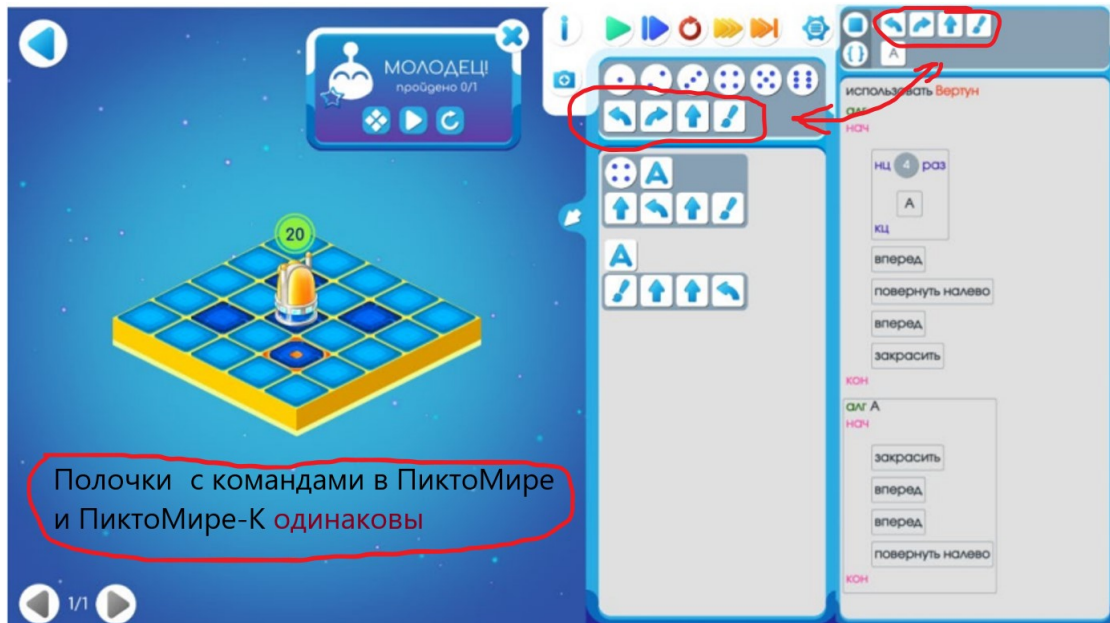 МОЛОДЕЦ!
пройдено 0/1
20
Полочки с командами в ПиктоМире
и ПиктоМире-К одинаковы
1/1
i
А
А
{}
А
использовать Вертун
алг
нач
нц 4 раз
А
кц
вперед
повернуть налево
вперед
закрасить
кон
алг А
нач
закрасить
вперед
вперед
повернуть налево
кон